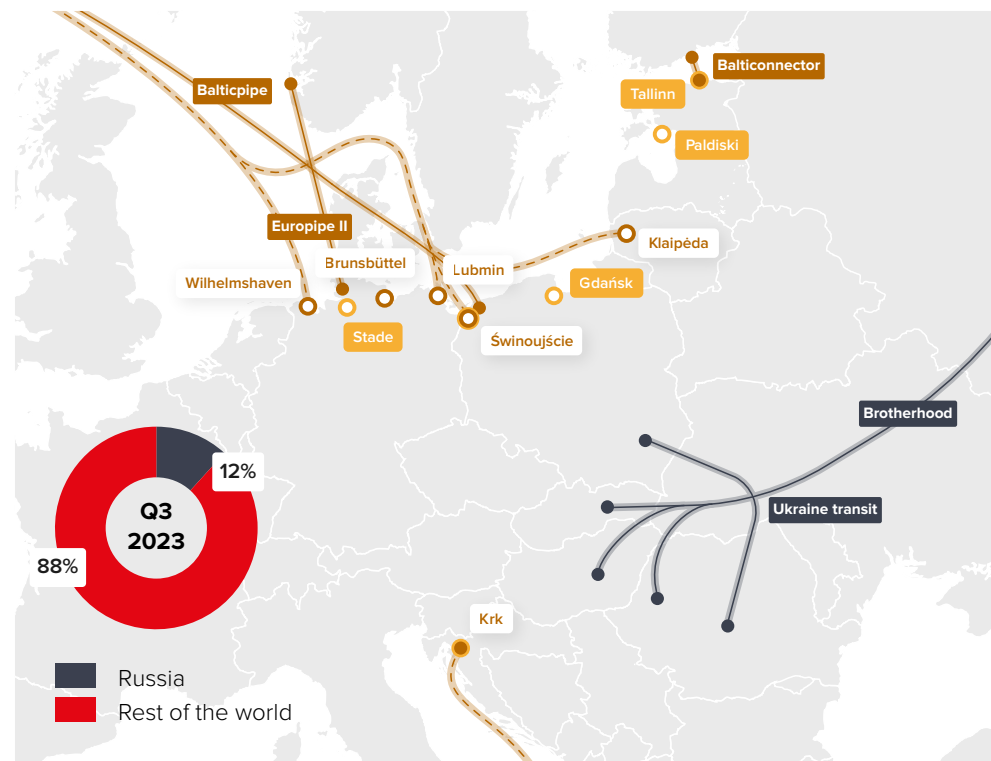 Balticconnector
Balticpipe
Tallinn
Paldiski
Europipe II
Klaipėda
Brunsbüttel
Lubmin
Wilhelmshaven
Gdańsk
Stade
Świnoujście
Brotherhood
12%
Q3
2023
Ukraine transit
88%
Krk
Russia
Rest of the world